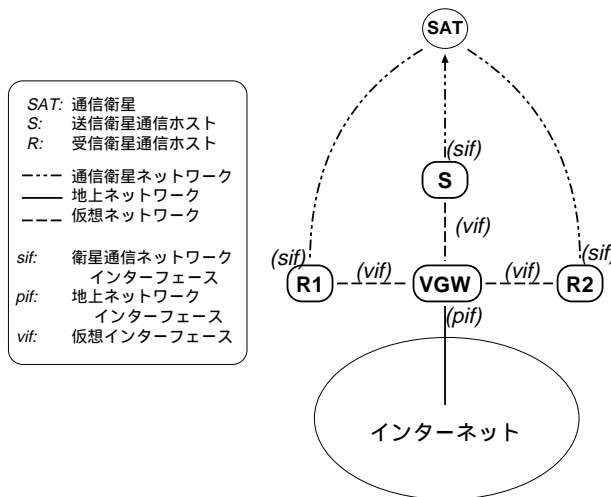 SAT: 通信衛星
S: 送信衛星通信ホスト
R: 受信衛星通信ホスト
通信衛星ネットワーク
地上ネットワーク
仮想ネットワーク
sif: 衛星通信ネットワーク
インターフェース
pif: 地上ネットワーク
インターフェース
vif: 仮想インターフェース
SAT
(sif)
S
(vif)
(sif)
(sif)
R1
(vif)
VGW
(vif)
R2
(pif)
インターネット